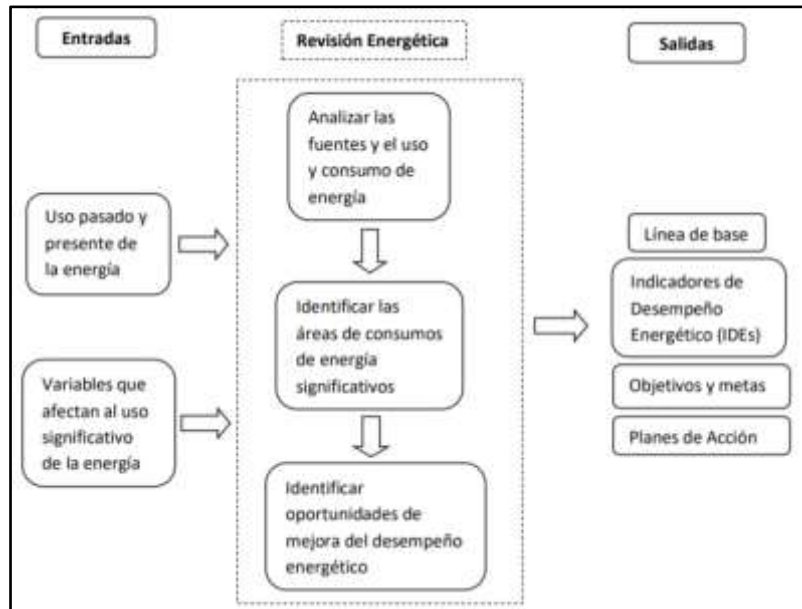 Entradas
Revisión Energética
Salidas
Uso pasado y
presente de
la energía
Variables que
afectan al uso
significativo
de la energía
Analizar las
fuentes y el uso
y consumo de
energía
Identificar las
áreas de consumos
de energía
significativos
Identificar
oportunidades de
mejora del desempeño
energético
Línea de base
Indicadores de
Desempeño
Energético (IDEs)
Objetivos y metas
Planes de Acción